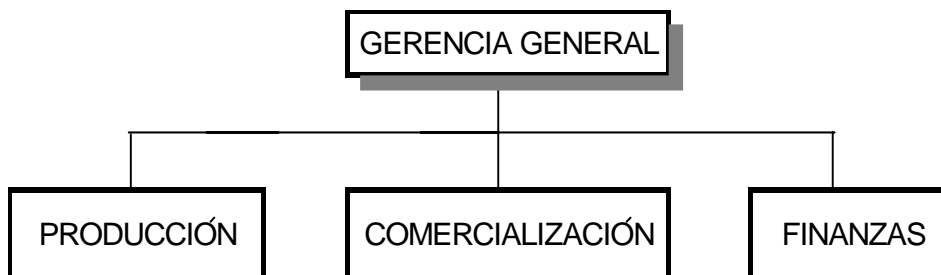 GERENCIA GENERAL
PRODUCCIÓN
COMERCIALIZACIÓN
FINANZAS